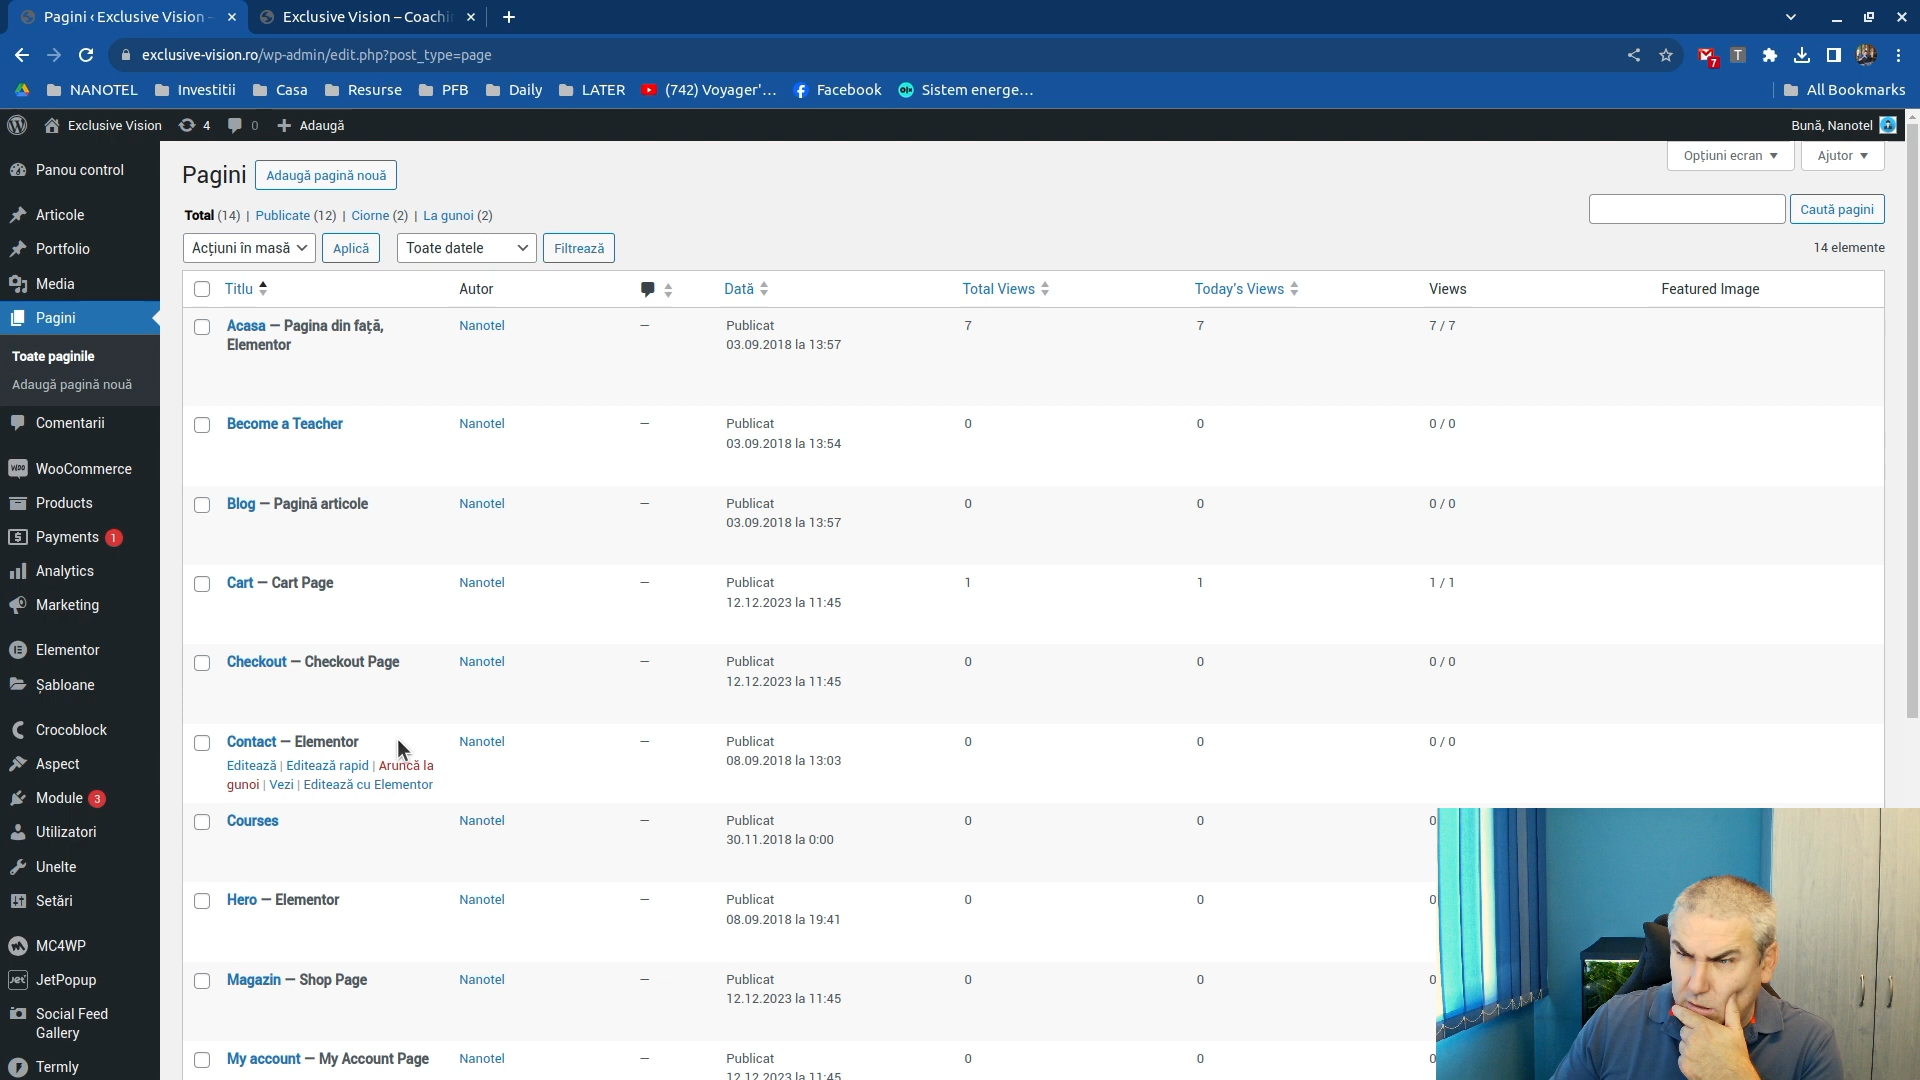 Pagini ‹ Exclusive Vision –
Exclusive Vision – Coachin
exclusive-vision.ro/wp-admin/edit.php?post_type=page
7
T
NANOTEL
Investitii
Casa
Resurse
PFB
Daily
LATER
(742) Voyager'...
Facebook
Sistem energe...
All Bookmarks
Exclusive Vision
4
0
Adaugă
Bună, Nanotel
Panou control
Articole
Portfolio
Media
Pagini
Toate paginile
Adaugă pagină nouă
Comentarii
WooCommerce
Products
Payments 1
Analytics
Marketing
Elementor
Șabloane
Crocoblock
Aspect
Module 3
Utilizatori
Unelte
Setări
MC4WP
JetPopup
Social Feed
Gallery
Termly
Pagini
Adaugă pagină nouă
Opțiuni ecran
Ajutor
Total (14) | Publicate (12) | Ciorne (2) | La gunoi (2)
Caută pagini
Acțiuni în masă
Aplică
Toate datele
Filtrează
14 elemente
Titlu Autor Dată Total Views Today's Views Views Featured Image
Acasa — Pagina din față, Nanotel — Publicat 7 7 7 / 7
Elementor 03.09.2018 la 13:57
Become a Teacher Nanotel — Publicat 0 0 0 / 0
03.09.2018 la 13:54
Blog — Pagină articole Nanotel — Publicat 0 0 0 / 0
03.09.2018 la 13:57
Cart — Cart Page Nanotel — Publicat 1 1 1 / 1
12.12.2023 la 11:45
Checkout — Checkout Page Nanotel — Publicat 0 0 0 / 0
12.12.2023 la 11:45
Contact — Elementor Nanotel — Publicat 0 0 0 / 0
08.09.2018 la 13:03
Editează | Editează rapid | Aruncă la
gunoi | Vezi | Editează cu Elementor
Courses Nanotel — Publicat 0 0 0
30.11.2018 la 0:00
Hero — Elementor Nanotel — Publicat 0 0 0
08.09.2018 la 19:41
Magazin — Shop Page Nanotel — Publicat 0 0 0
12.12.2023 la 11:45
My account — My Account Page Nanotel — Publicat 0 0 0
12.12.2023 la 11:45